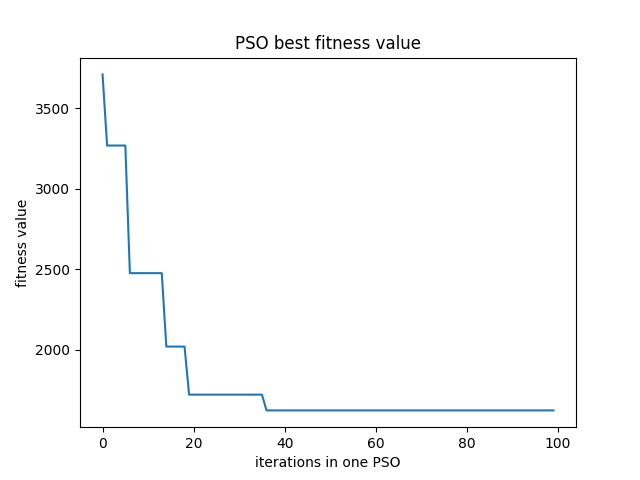 PSO best fitness value
fitness value
3500
3000
2500
2000
0 20 40 60 80 100
iterations in one PSO